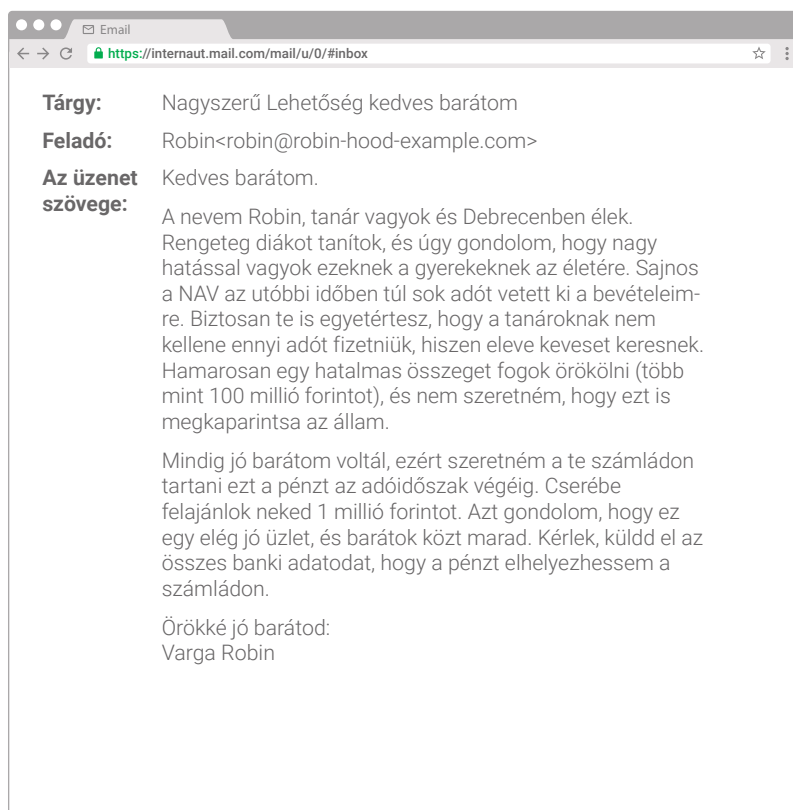 Email
https://internaut.mail.com/mail/u/0/#inbox
Tárgy: Nagyszerű Lehetőség kedves barátom
Feladó: Robin<robin@robin-hood-example.com>
Az üzenet szövege: Kedves barátom.
A nevem Robin, tanár vagyok és Debrecenben élek.
Rengeteg diákot tanítok, és úgy gondolom, hogy nagy
hatással vagyok ezeknek a gyerekeknek az életére. Sajnos
a NAV az utóbbi időben túl sok adót vetett ki a bevételeim-
re. Biztosan te is egyetértesz, hogy a tanároknak nem
kellene ennyi adót fizetniük, hiszen eleve keveset keresnek.
Hamarosan egy hatalmas összeget fogok örökölni (több
mint 100 millió forintot), és nem szeretném, hogy ezt is
megkaparintsa az állam.
Mindig jó barátom voltál, ezért szeretném a te számládon
tartani ezt a pénzt az adóidőszak végéig. Cserébe
felajánlok neked 1 millió forintot. Azt gondolom, hogy ez
egy elég jó üzlet, és barátok közt marad. Kérlek, küldd el az
összes banki adatodat, hogy a pénzt elhelyezhessem a
számládon.
Örökké jó barátod:
Varga Robin